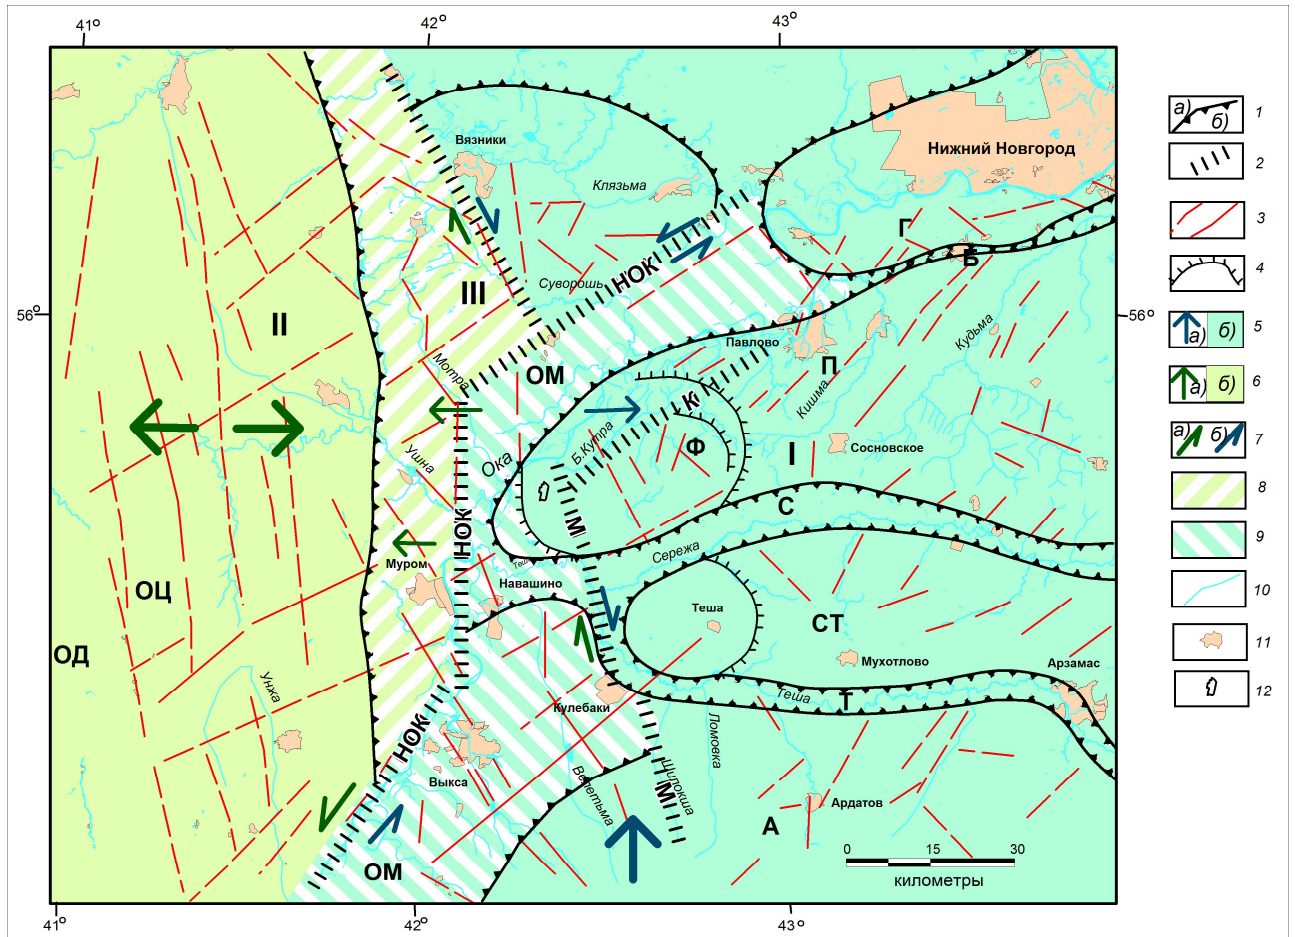 41°
42°
43°
Вязники
Клязьма
Нижний Новгород
Г
Б
НОК
Суворощь
III
II
56°
56°
Кудьма
Павлово
П
ОМ
Мотра
Кишма
К
Ф
I
Сосновское
Б.Кутра
Ока
Ушна
М
С
НОК
Сережа
Теш
Муром
Навашино
ОЦ
Теша
СТ
ОД
Мухотлово
Арзамас
Унжа
Теша
Т
Кулебаки
НОК
Ломовка
Шилокша
М
Велетьма
Выкса
А
Ардатов
ОМ
0 15 30
километры
41°
42°
43°
а) б) 1
2
3
4
а) б) 5
а) б) 6
а) б) 7
8
9
10
11
12